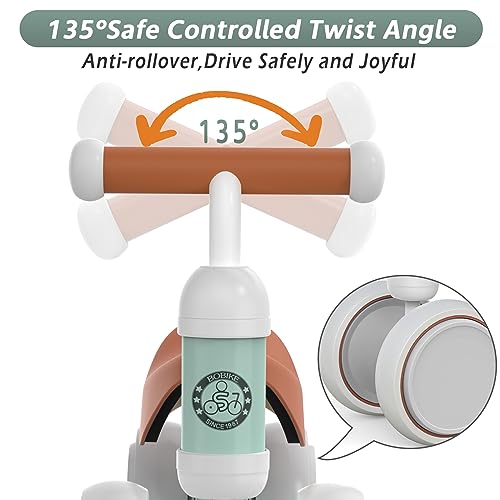 135°Safe Controlled Twist Angle
Anti-rollover,Drive Safely and Joyful
135°
BOBIKE
SINCE 1987